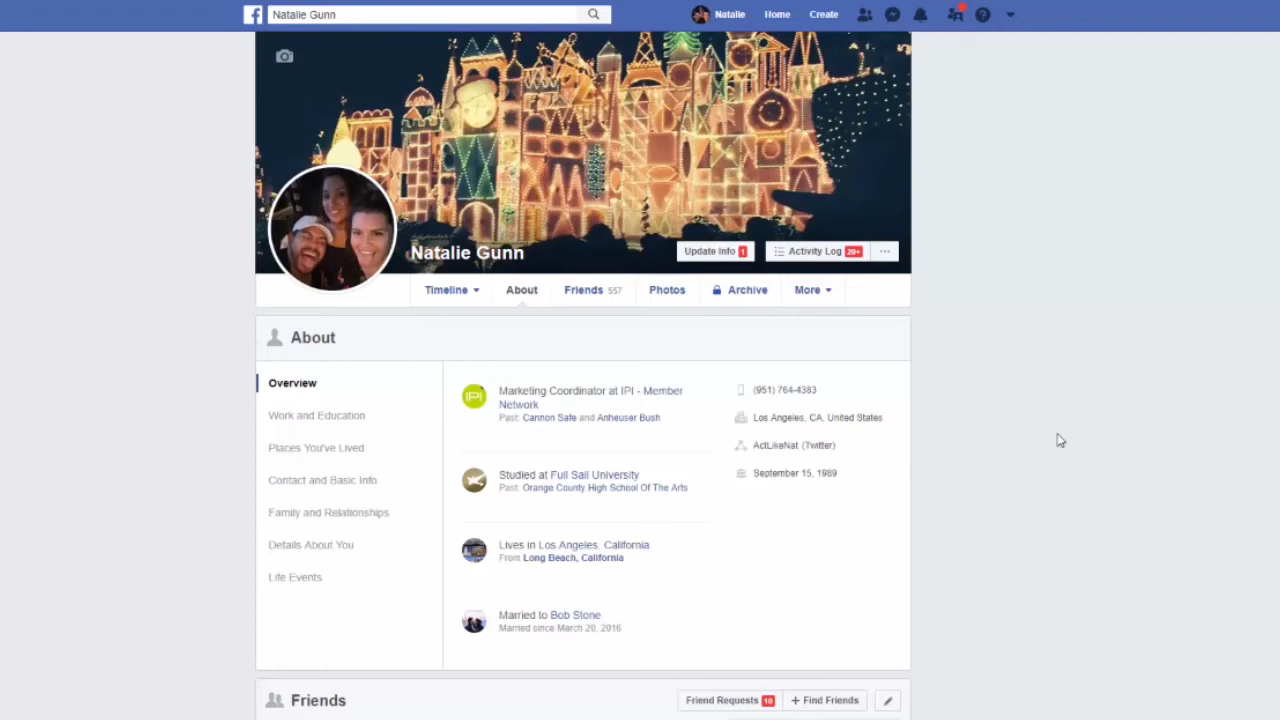 Natalie Gunn
Natalie Home Create
Natalie Gunn
Update Info 1
Activity Log 20+
Timeline About Friends 557 Photos Archive More
About
Overview
Work and Education
Places You've Lived
Contact and Basic Info
Family and Relationships
Details About You
Life Events
IPI
Marketing Coordinator at IPI - Member
Network
Past: Cannon Safe and Anheuser Bush
Studied at Full Sail University
Past: Orange County High School Of The Arts
Lives in Los Angeles, California
From Long Beach, California
Married to Bob Stone
Married since March 20, 2016
(951) 764-4383
Los Angeles, CA, United States
ActLikeNat (Twitter)
September 15, 1989
Friends
Friend Requests 10
+ Find Friends